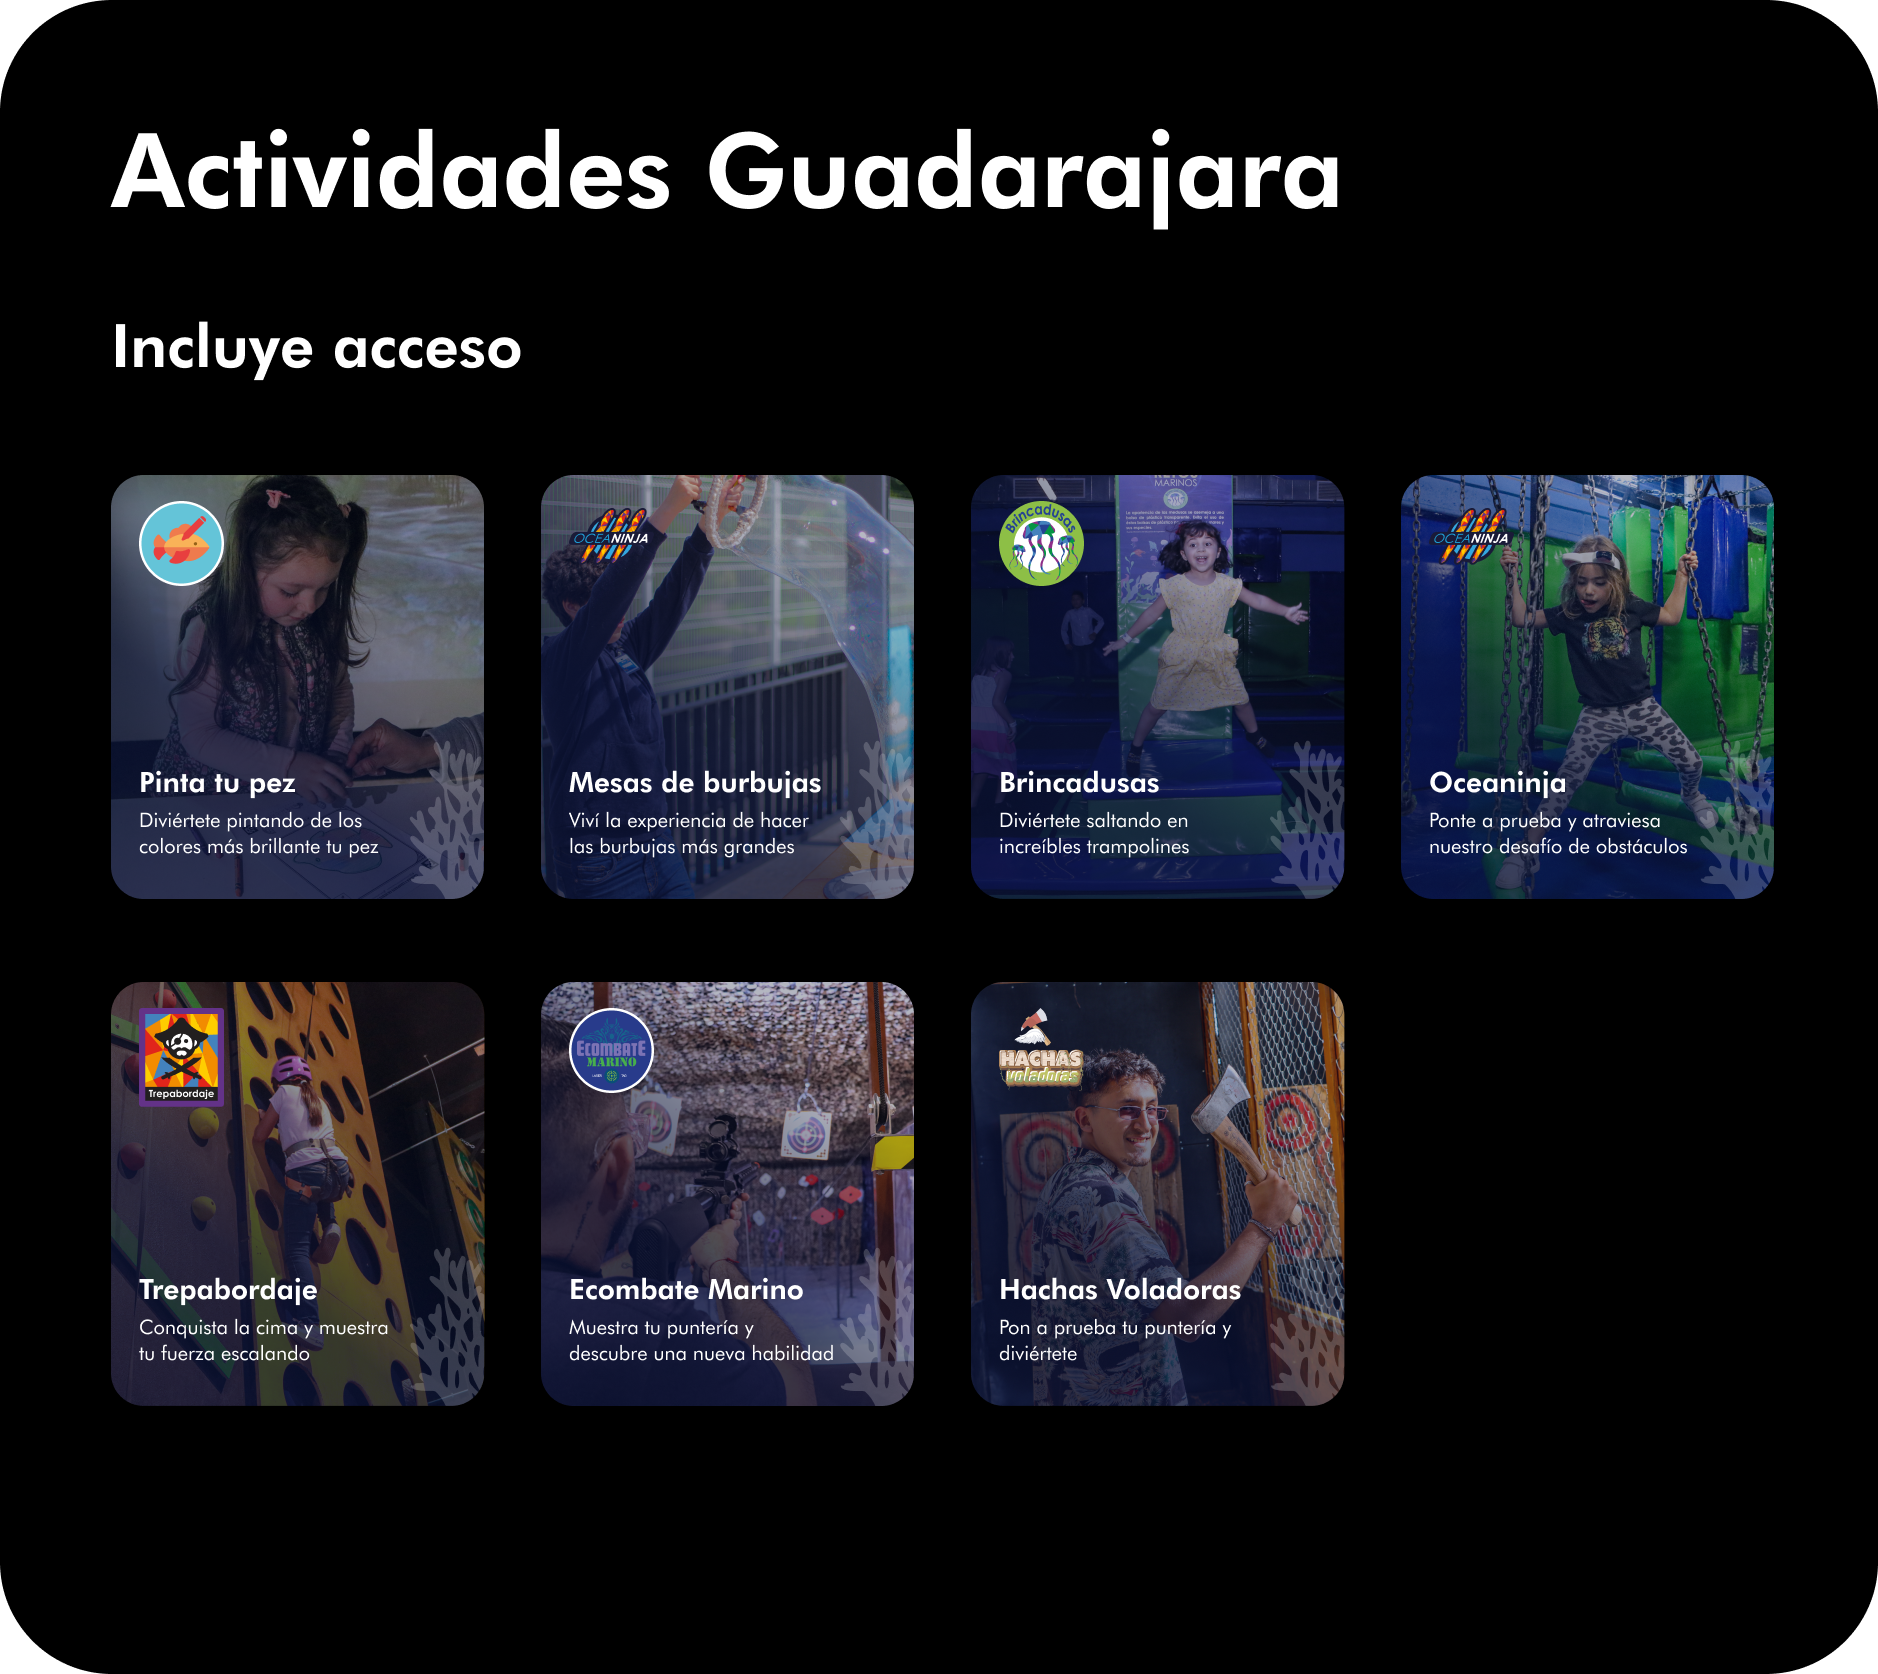 Actividades Guadarajara
Incluye acceso
Pinta tu pez
Diviértete pintando de los
colores más brillante tu pez
OCEANINJA
Mesas de burbujas
Viví la experiencia de hacer
las burbujas más grandes
MARINOS
Brincadusas
Brincadusas
Diviértete saltando en
increíbles trampolines
OCEANINJA
Oceaninja
Ponte a prueba y atraviesa
nuestro desafío de obstáculos
Trepabordaje
Trepabordaje
Conquista la cima y muestra
tu fuerza escalando
ECOMBATE
MARINO
Ecombate Marino
Muestra tu puntería y
descubre una nueva habilidad
HACHAS
voladoras
Hachas Voladoras
Pon a prueba tu puntería y
diviértete